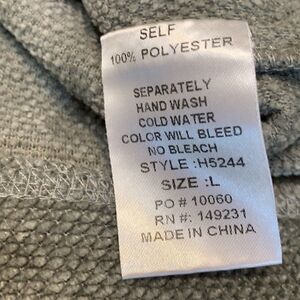 SELF
100% POLYESTER
SEPARATELY
HAND WASH
COLD WATER
COLOR WILL BLEED
NO BLEACH
STYLE :H5244
SIZE :L
PO # 10060
RN #: 149231
MADE IN CHINA